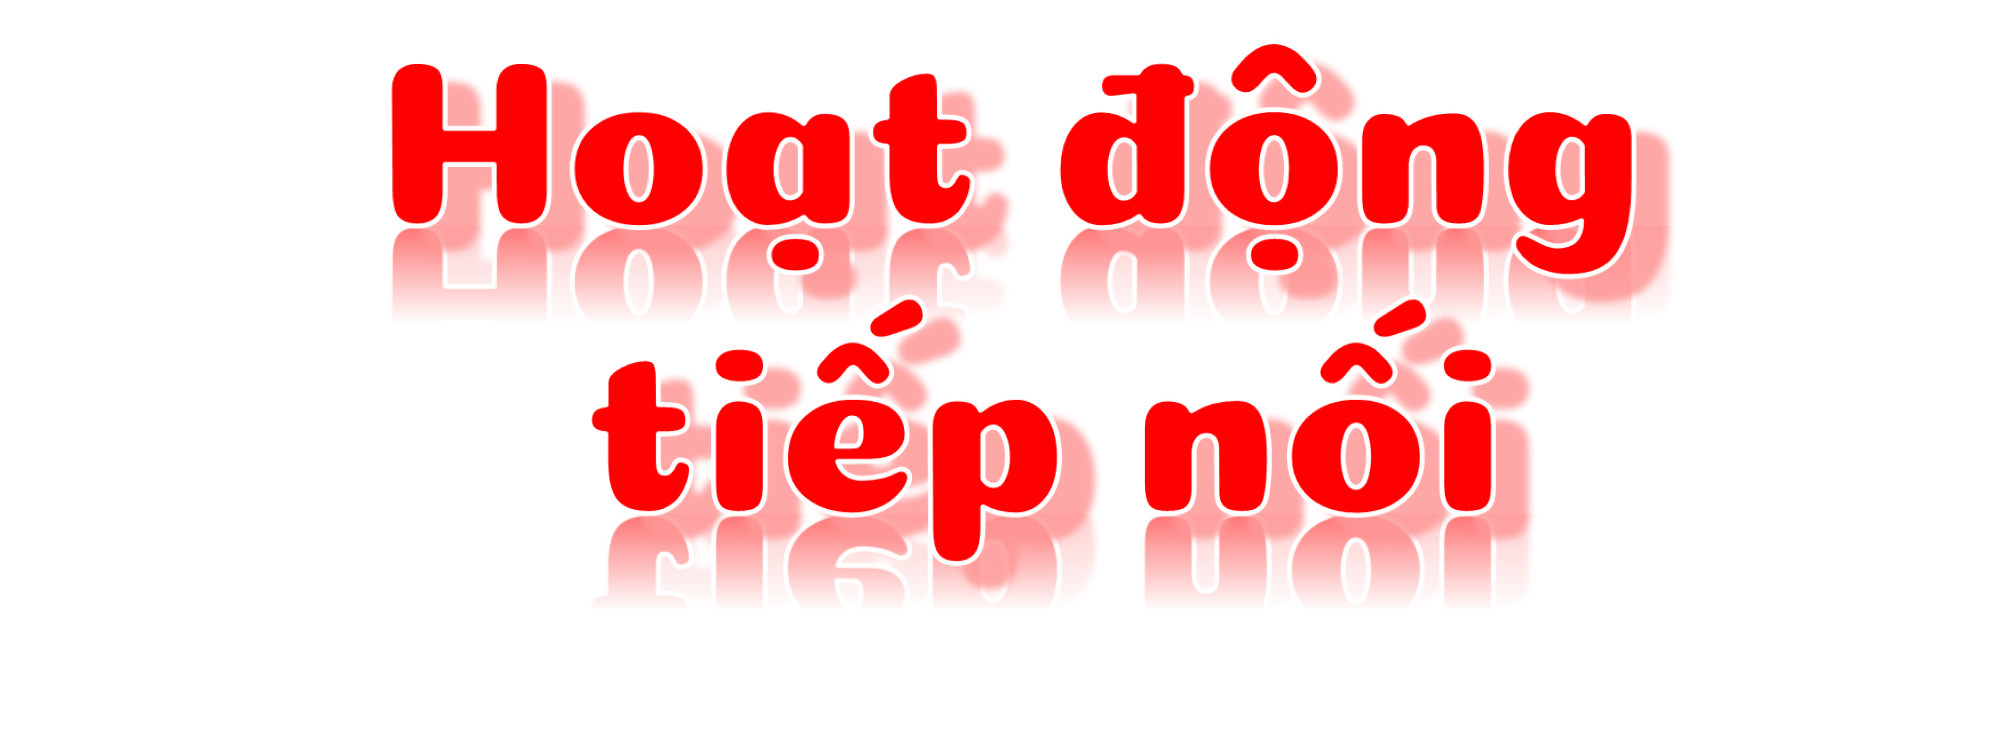 Hoạt động
tiếp nối